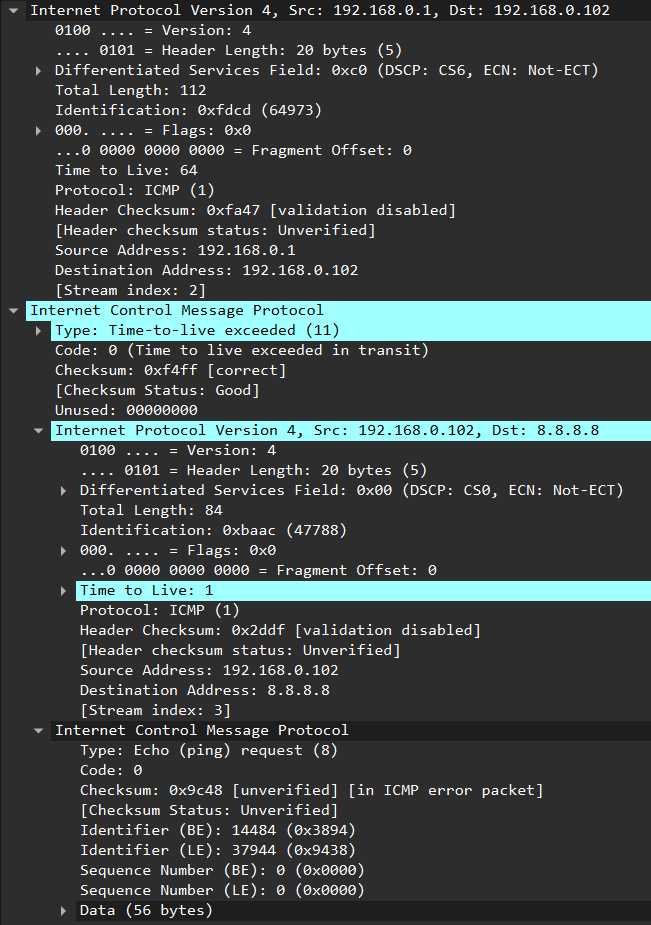 Internet Protocol Version 4, Src: 192.168.0.1, Dst: 192.168.0.102
0100 .... = Version: 4
.... 0101 = Header Length: 20 bytes (5)
Differentiated Services Field: 0xc0 (DSCP: CS6, ECN: Not-ECT)
Total Length: 112
Identification: 0xfdcd (64973)
000. .... = Flags: 0x0
...0 0000 0000 0000 = Fragment Offset: 0
Time to Live: 64
Protocol: ICMP (1)
Header Checksum: 0xfa47 [validation disabled]
[Header checksum status: Unverified]
Source Address: 192.168.0.1
Destination Address: 192.168.0.102
[Stream index: 2]
Internet Control Message Protocol
Type: Time-to-live exceeded (11)
Code: 0 (Time to live exceeded in transit)
Checksum: 0xf4ff [correct]
[Checksum Status: Good]
Unused: 00000000
Internet Protocol Version 4, Src: 192.168.0.102, Dst: 8.8.8.8
0100 .... = Version: 4
.... 0101 = Header Length: 20 bytes (5)
Differentiated Services Field: 0x00 (DSCP: CS0, ECN: Not-ECT)
Total Length: 84
Identification: 0xbaac (47788)
000. .... = Flags: 0x0
...0 0000 0000 0000 = Fragment Offset: 0
Time to Live: 1
Protocol: ICMP (1)
Header Checksum: 0x2ddf [validation disabled]
[Header checksum status: Unverified]
Source Address: 192.168.0.102
Destination Address: 8.8.8.8
[Stream index: 3]
Internet Control Message Protocol
Type: Echo (ping) request (8)
Code: 0
Checksum: 0x9c48 [unverified] [in ICMP error packet]
[Checksum Status: Unverified]
Identifier (BE): 14484 (0x3894)
Identifier (LE): 37944 (0x9438)
Sequence Number (BE): 0 (0x0000)
Sequence Number (LE): 0 (0x0000)
Data (56 bytes)